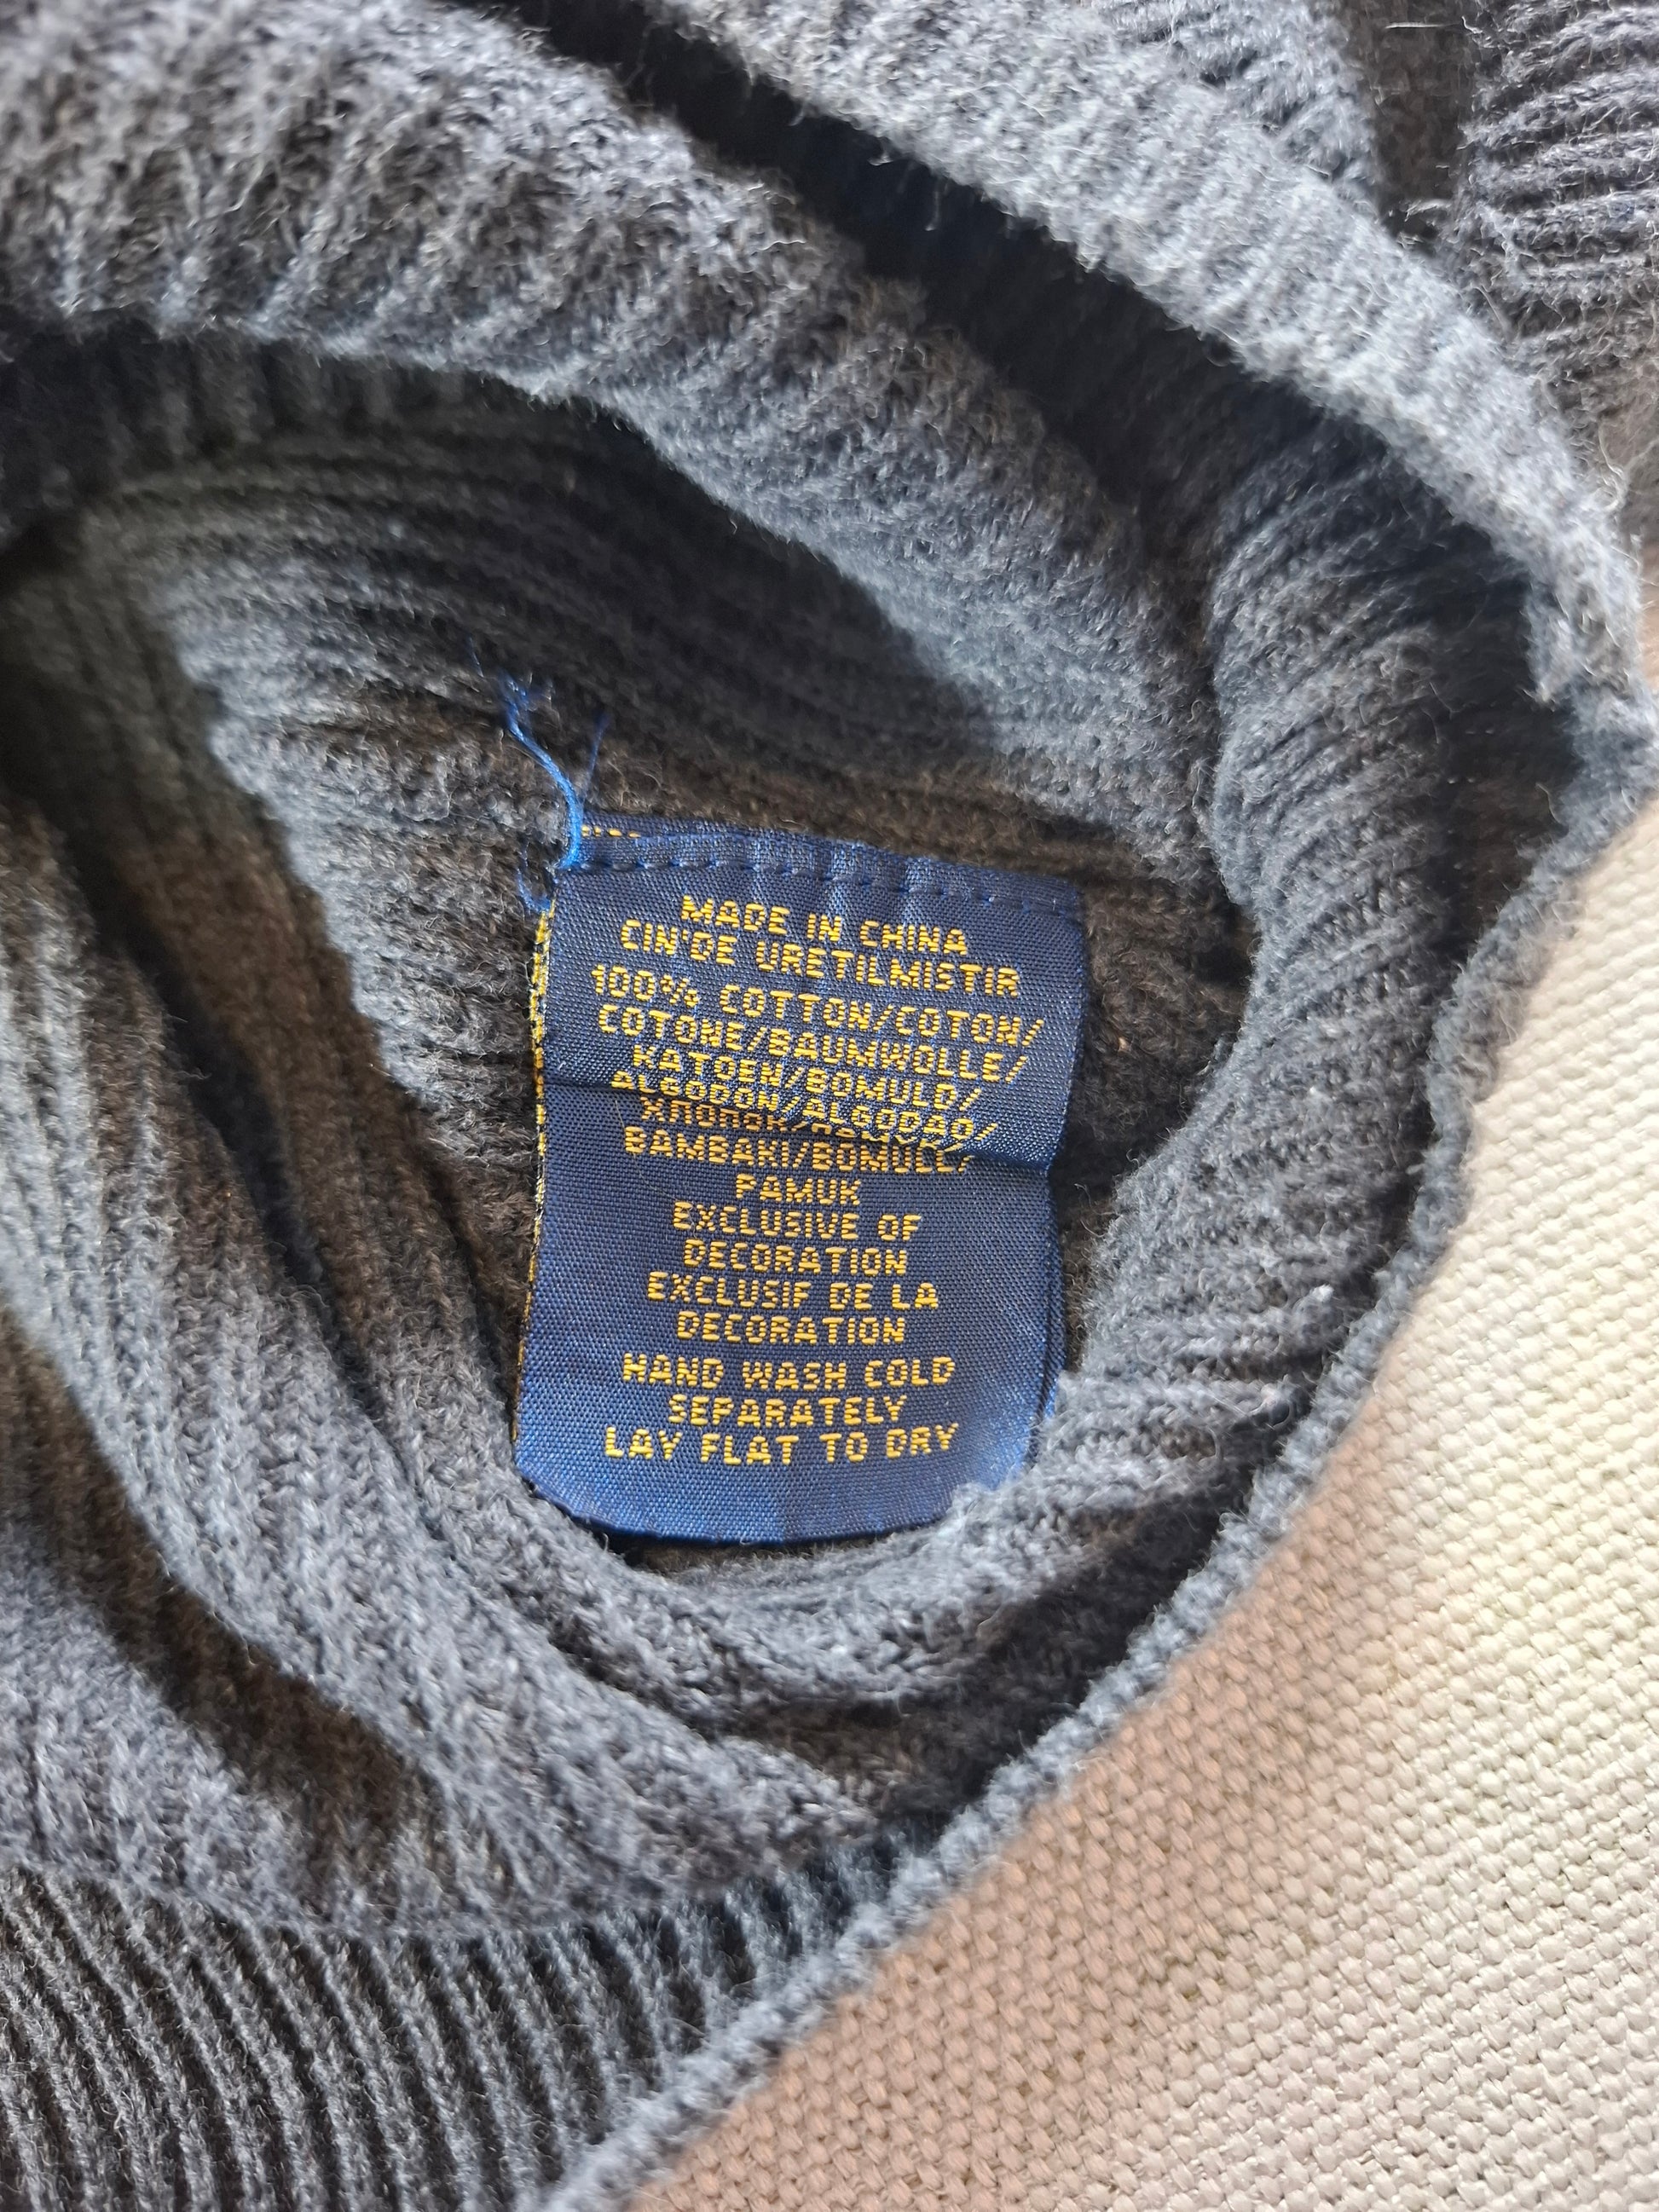 MADE IN CHINA
CIN'DE URETILMISTIR
100% COTTON/COTON/
COTONE/BAUMWOLLE/
KATOEN/BOMULD/
ALGODON/ALGODAO/
BAMBAKI/BOMULL/
PAMUK
EXCLUSIVE OF
DECORATION
EXCLUSIF DE LA
DECORATION
HAND WASH COLD
SEPARATELY
LAY FLAT TO DRY